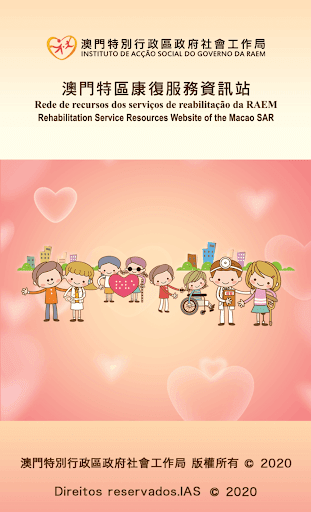 澳門特別行政區政府社會工作局
INSTITUTO DE ACÇÃO SOCIAL DO GOVERNO DA RAEM
澳門特區康復服務資訊站
Rede de recursos dos serviços de reabilitação da RAEM
Rehabilitation Service Resources Website of the Macao SAR
澳門特別行政區政府社會工作局 版權所有 © 2020
Direitos reservados.IAS © 2020